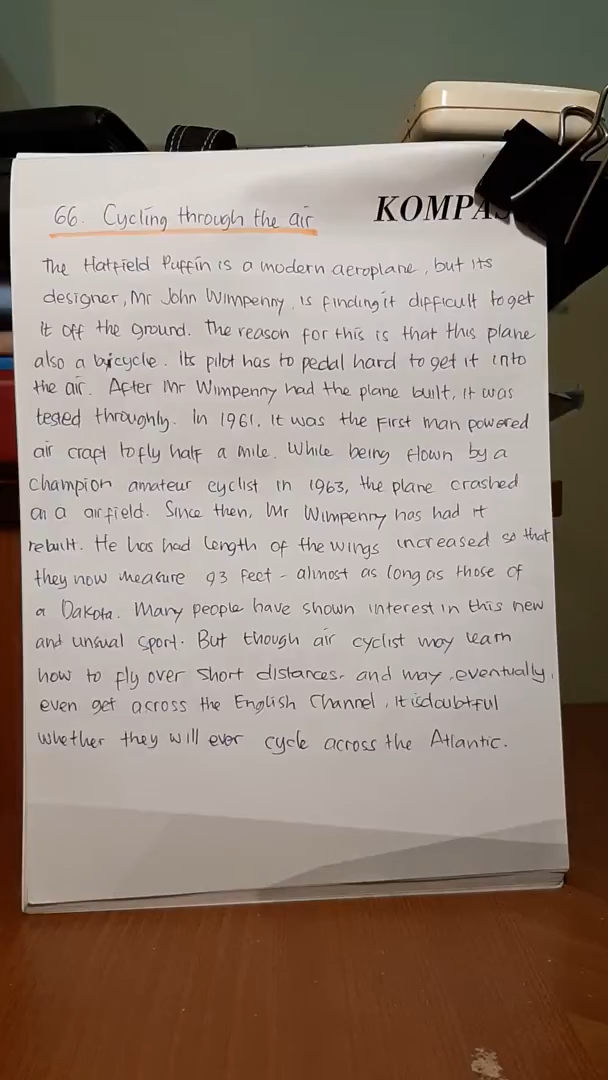 66. Cycling through the air
KOMPAS
The Hatfield Puffin is a modern aeroplane, but its
designer, Mr John Wimpenny, is finding it difficult to get
it off the ground. The reason for this is that this plane
also a bicycle. Its pilot has to pedal hard to get it into
the air. After Mr Wimpenny had the plane built, it was
tested throughly. In 1961, it was the first man powered
air craft to fly half a mile. While being flown by a
champion amateur cyclist in 1963, the plane crashed
on a airfield. Since then, Mr Wimpenny has had it
rebuilt. He has had length of the wings increased so that
they now measure 93 feet - almost as long as those of
a Dakota. Many people have shown interest in this new
and unsual sport. But though air cyclist may learn
how to fly over short distances, and may, eventually,
even get across the English Channel, it is doubtful
whether they will ever cycle across the Atlantic.